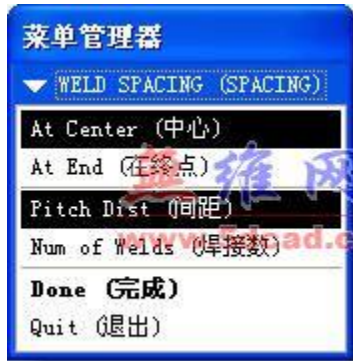 菜单管理器
WELD SPACING (SPACING)
At Center (中心)
At End (在终点)
Pitch Dist (间距)
Num of Welds (焊接数)
Done (完成)
Quit (退出)